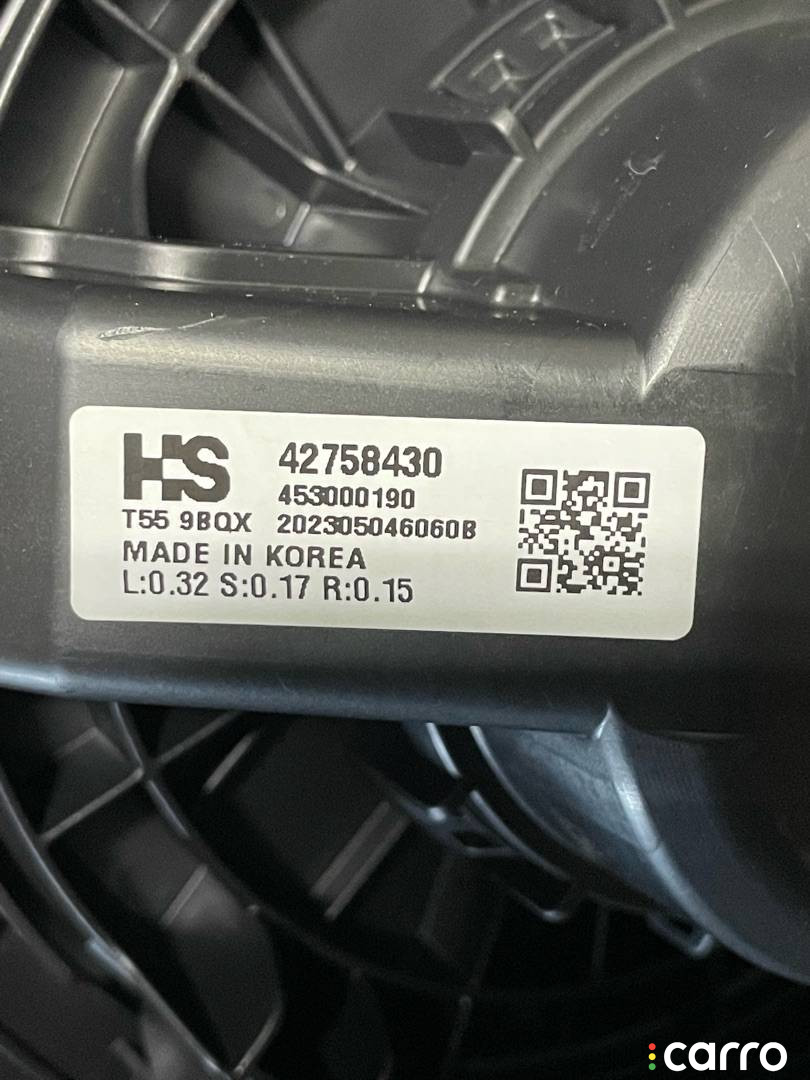 HS 42758430
453000190
T55 9BQX 202305046060B
MADE IN KOREA
L:0.32 S:0.17 R:0.15
carro